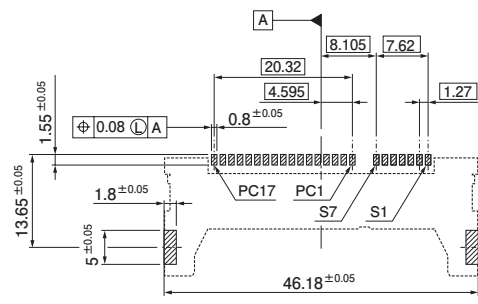 A
8.105
7.62
20.32
4.595
1.27
1.55 ±0.05
⌖ 0.08 Ⓛ A
0.8 ±0.05
13.65 ±0.05
1.8 ±0.05
PC17
PC1
S7
S1
5 ±0.05
46.18 ±0.05